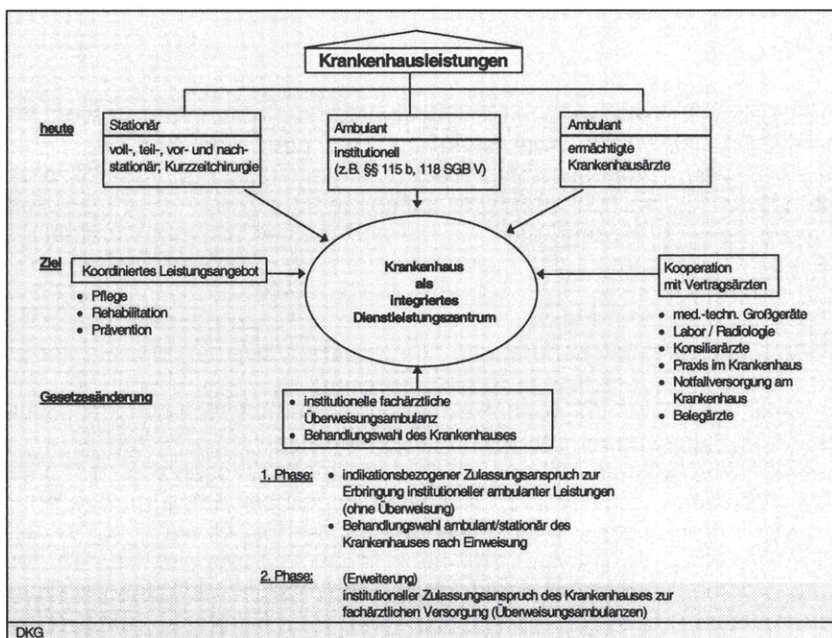 Krankenhausleistungen
heute
Stationär
voll-, teil-, vor- und nach-
stationär; Kurzzeitchirurgie
Ambulant
institutionell
(z.B. §§ 115 b, 118 SGB V)
Ambulant
ermächtigte
Krankenhausärzte
Ziel
Koordiniertes Leistungsangebot
• Pflege
• Rehabilitation
• Prävention
Krankenhaus
als
integriertes
Dienstleistungszentrum
Kooperation
mit Vertragsärzten
• med.-techn. Großgeräte
• Labor / Radiologie
• Konsiliarärzte
• Praxis im Krankenhaus
• Notfallversorgung am
Krankenhaus
• Belegärzte
Gesetzesänderung
• institutionelle fachärztliche
Überweisungsambulanz
• Behandlungswahl des Krankenhauses
1. Phase: • indikationsbezogener Zulassungsanspruch zur
Erbringung institutioneller ambulanter Leistungen
(ohne Überweisung)
• Behandlungswahl ambulant/stationär des
Krankenhauses nach Einweisung
2. Phase: (Erweiterung)
institutioneller Zulassungsanspruch des Krankenhauses zur
fachärztlichen Versorgung (Überweisungsambulanzen)
DKG